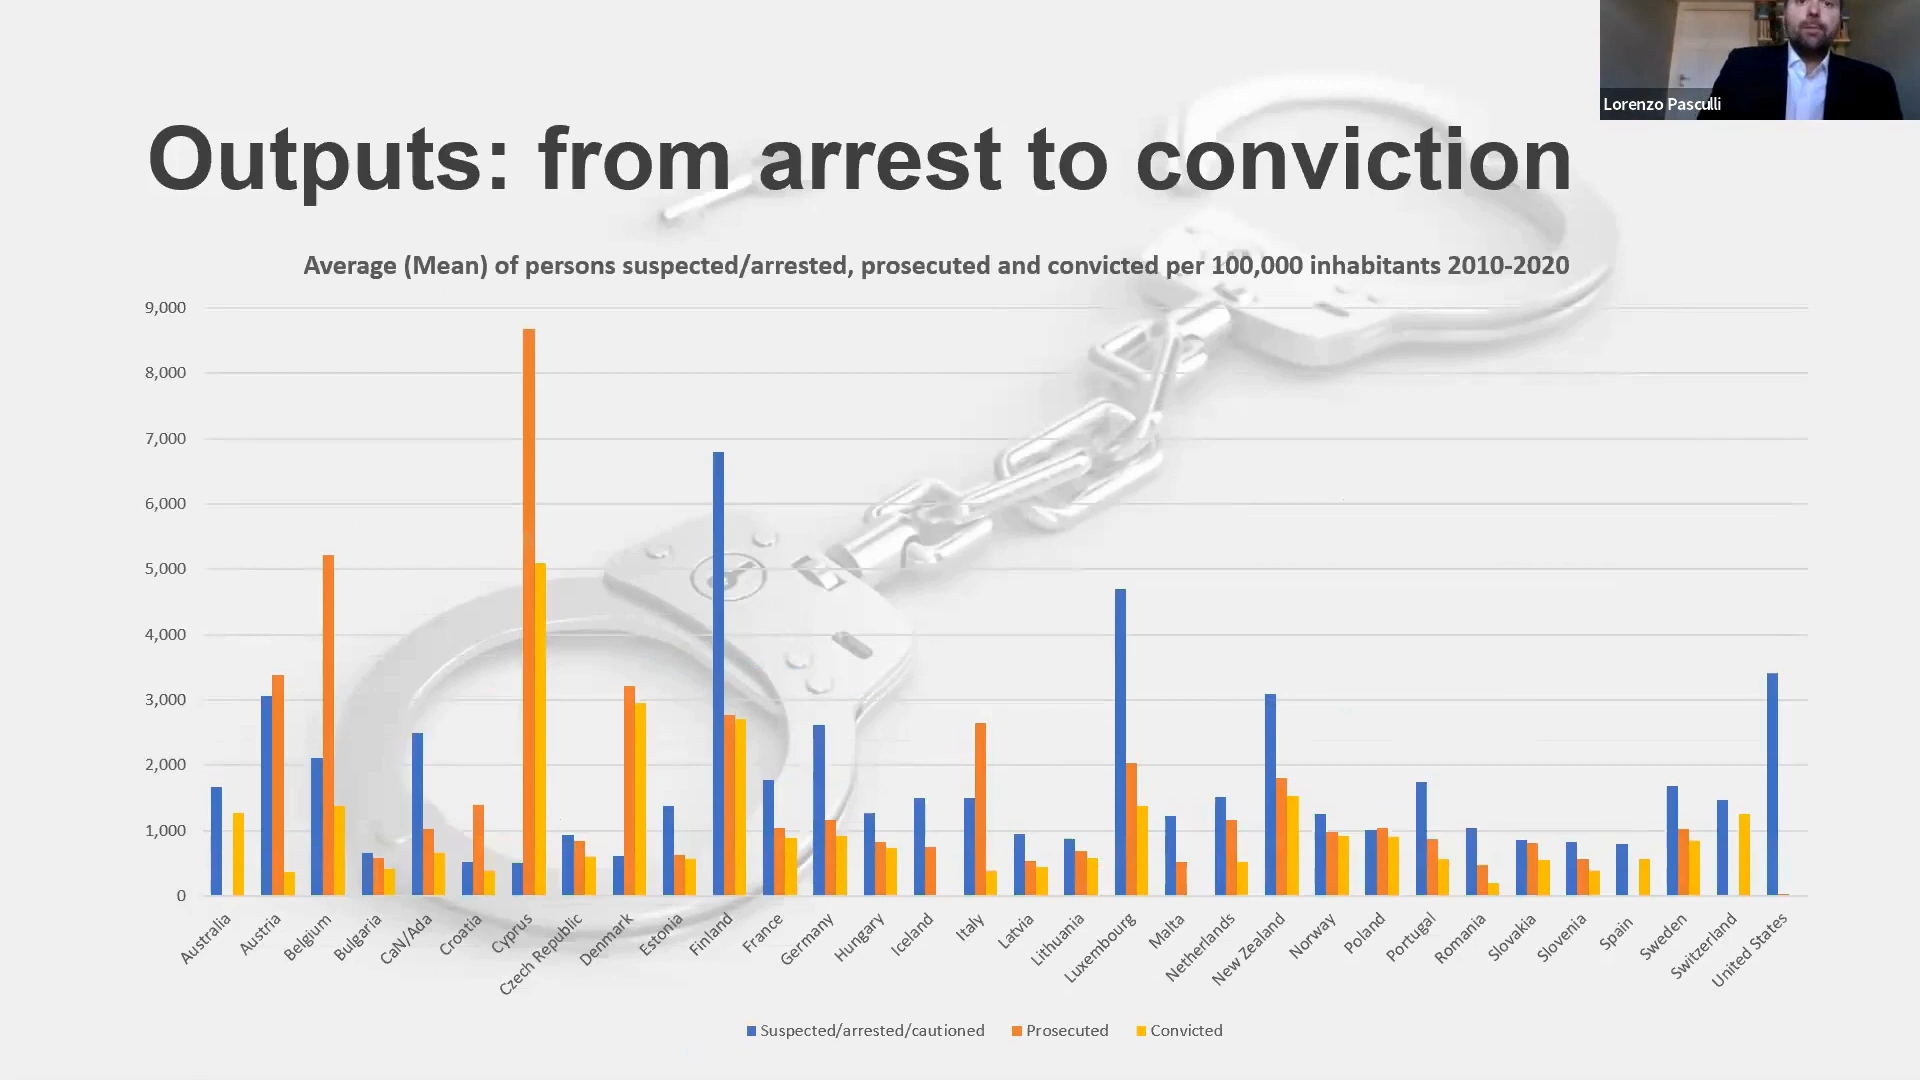 Lorenzo Pasculli
Outputs: from arrest to conviction
Average (Mean) of persons suspected/arrested, prosecuted and convicted per 100,000 inhabitants 2010-2020
9,000
8,000
7,000
6,000
5,000
4,000
3,000
2,000
1,000
0
Australia
Austria
Belgium
Bulgaria
CaN/Ada
Croatia
Cyprus
Czech Republic
Denmark
Estonia
Finland
France
Germany
Hungary
Iceland
Italy
Latvia
Lithuania
Luxembourg
Malta
Netherlands
New Zealand
Norway
Poland
Portugal
Romania
Slovakia
Slovenia
Spain
Sweden
Switzerland
United States
Suspected/arrested/cautioned Prosecuted Convicted